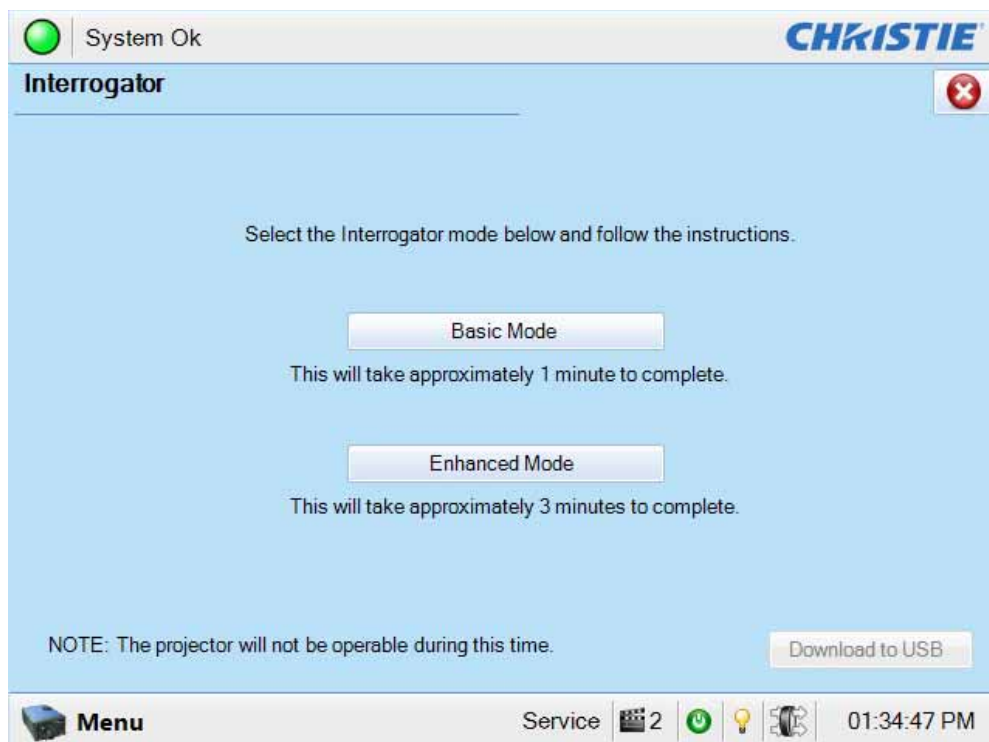 System Ok
CHRISTIE
Interrogator
Select the Interrogator mode below and follow the instructions.
Basic Mode
This will take approximately 1 minute to complete.
Enhanced Mode
This will take approximately 3 minutes to complete.
NOTE: The projector will not be operable during this time.
Download to USB
Menu
Service
2
01:34:47 PM